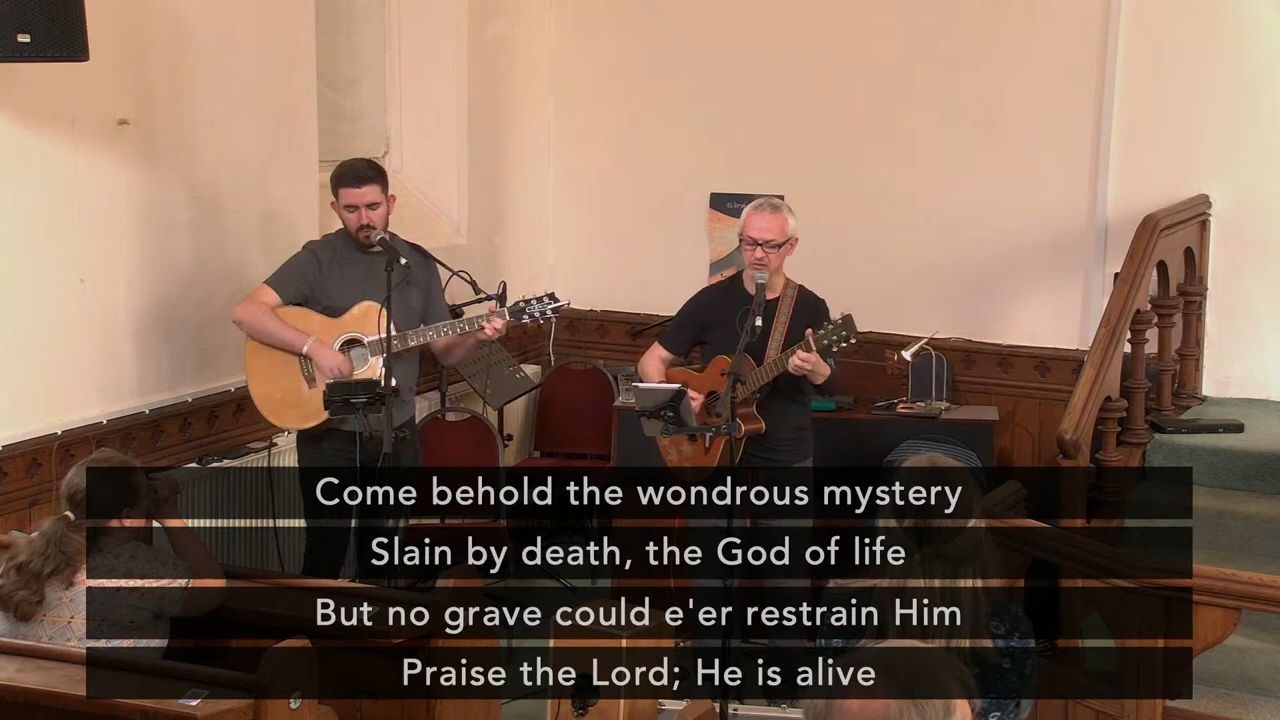 Come behold the wondrous mystery
Slain by death, the God of life
But no grave could e'er restrain Him
Praise the Lord; He is alive